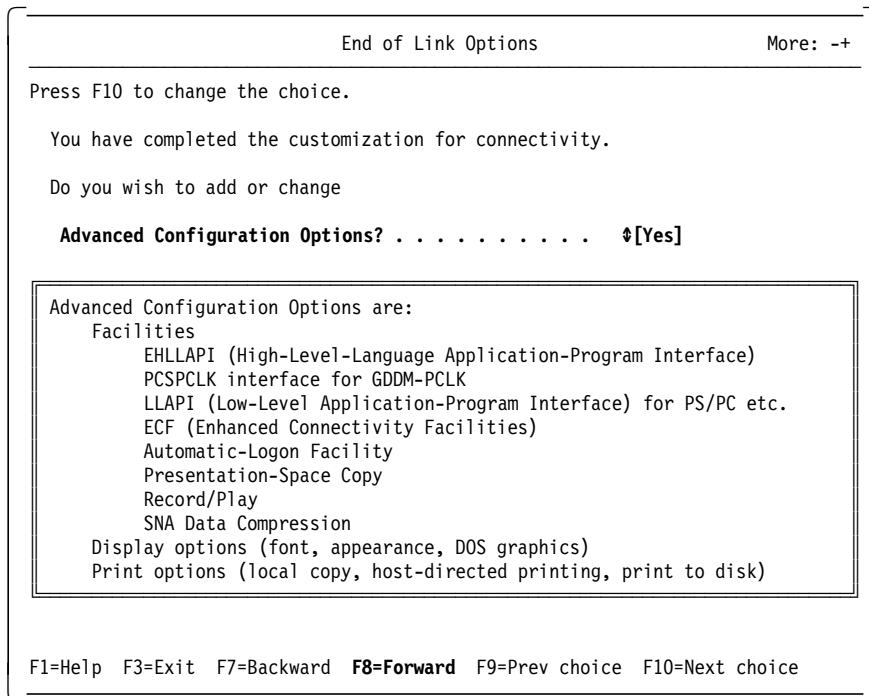 End of Link Options More: -+
Press F10 to change the choice.
You have completed the customization for connectivity.
Do you wish to add or change
Advanced Configuration Options? . . . . . . . . . . ⇕[Yes]
Advanced Configuration Options are:
Facilities
EHLLAPI (High-Level-Language Application-Program Interface)
PCSPCLK interface for GDDM-PCLK
LLAPI (Low-Level Application-Program Interface) for PS/PC etc.
ECF (Enhanced Connectivity Facilities)
Automatic-Logon Facility
Presentation-Space Copy
Record/Play
SNA Data Compression
Display options (font, appearance, DOS graphics)
Print options (local copy, host-directed printing, print to disk)
F1=Help F3=Exit F7=Backward F8=Forward F9=Prev choice F10=Next choice